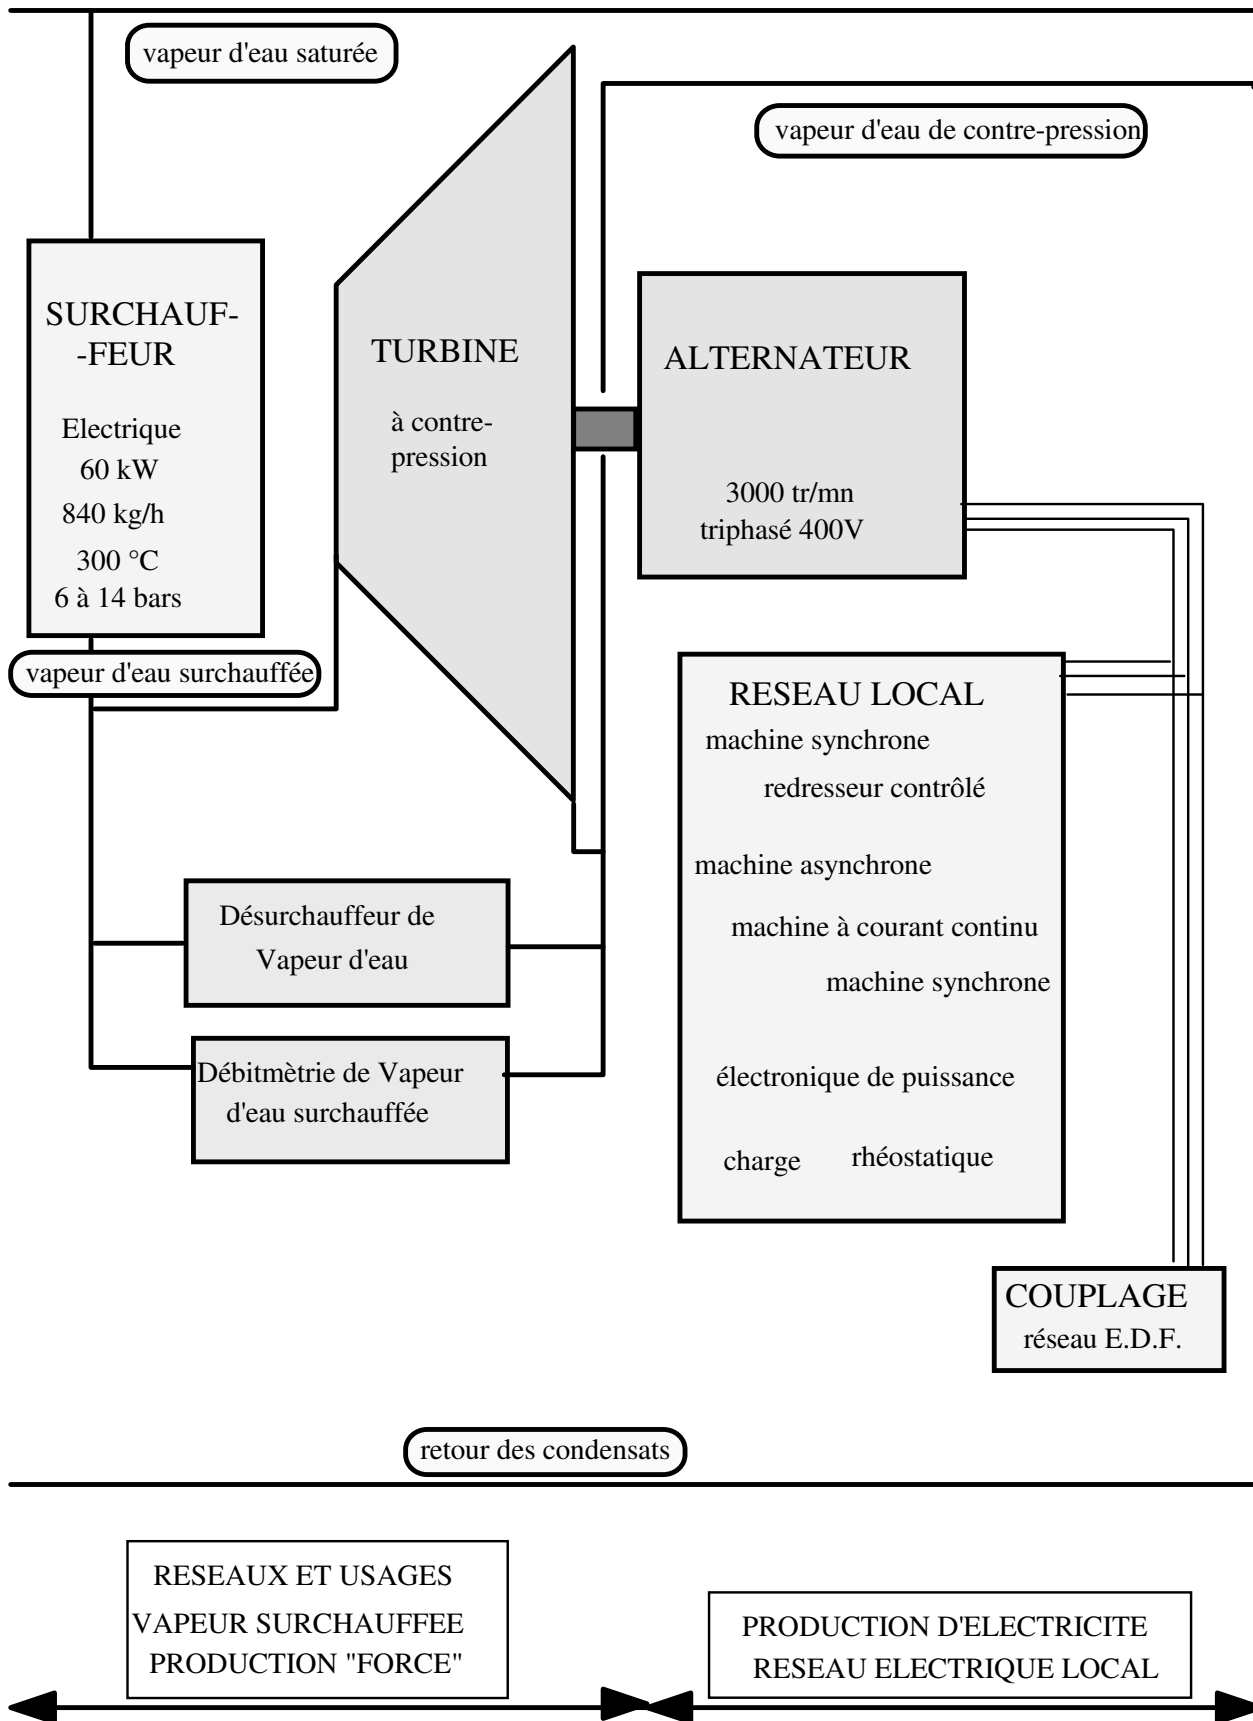 vapeur d'eau saturée
vapeur d'eau de contre-pression
SURCHAUF-
-FEUR
Electrique
60 kW
840 kg/h
300 °C
6 à 14 bars
vapeur d'eau surchauffée
TURBINE
à contre-
pression
ALTERNATEUR
3000 tr/mn
triphasé 400V
RESEAU LOCAL
machine synchrone
redresseur contrôlé
machine asynchrone
machine à courant continu
machine synchrone
électronique de puissance
charge rhéostatique
Désurchauffeur de
Vapeur d'eau
Débitmètrie de Vapeur
d'eau surchauffée
COUPLAGE
réseau E.D.F.
retour des condensats
RESEAUX ET USAGES
VAPEUR SURCHAUFFEE
PRODUCTION "FORCE"
PRODUCTION D'ELECTRICITE
RESEAU ELECTRIQUE LOCAL